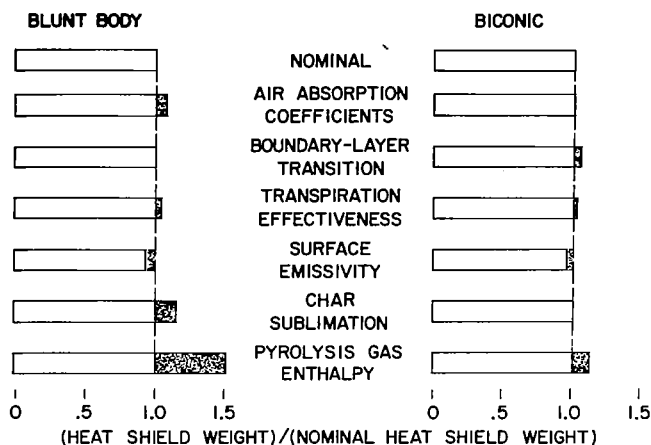 BLUNT BODY BICONIC
NOMINAL
AIR ABSORPTION
COEFFICIENTS
BOUNDARY-LAYER
TRANSITION
TRANSPIRATION
EFFECTIVENESS
SURFACE
EMISSIVITY
CHAR
SUBLIMATION
PYROLYSIS GAS
ENTHALPY
0 .5 1.0 1.5 0 .5 1.0 1.5
(HEAT SHIELD WEIGHT)/(NOMINAL HEAT SHIELD WEIGHT)